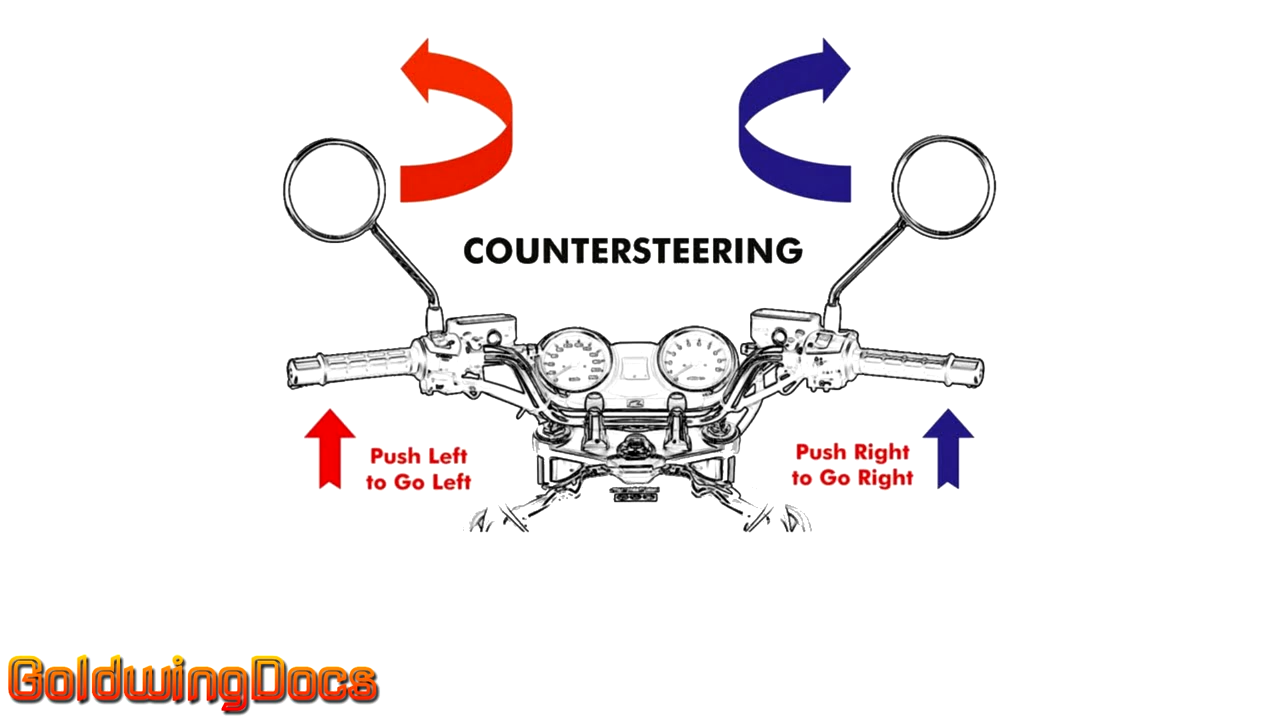 COUNTERSTEERING
Push Left
to Go Left
Push Right
to Go Right
GoldwingDocs